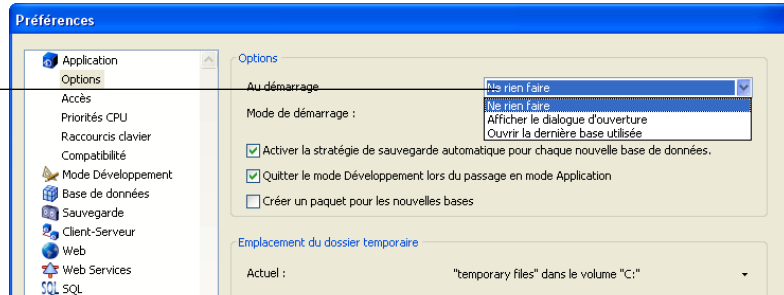 Préférences
Application
Options
Accès
Priorités CPU
Raccourcis clavier
Compatibilité
Mode Développement
Base de données
Sauvegarde
Client-Serveur
Web
Web Services
SQL SQL
Options
Au démarrage
Ne rien faire
Ne rien faire
Afficher le dialogue d'ouverture
Ouvrir la dernière base utilisée
Mode de démarrage :
Activer la stratégie de sauvegarde automatique pour chaque nouvelle base de données.
Quitter le mode Développement lors du passage en mode Application
Créer un paquet pour les nouvelles bases
Emplacement du dossier temporaire
Actuel : "temporary files" dans le volume "C:"